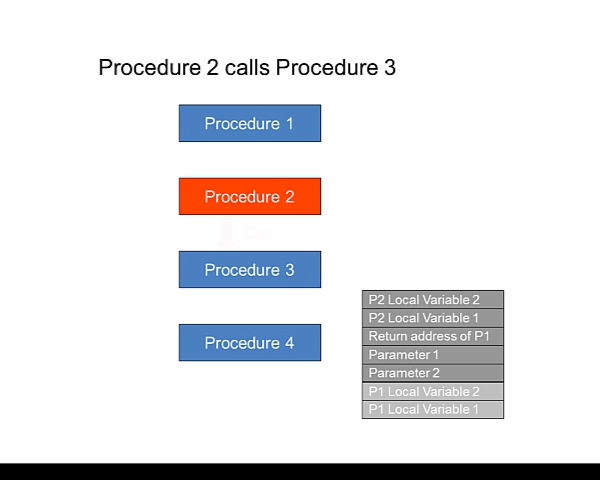 Procedure 2 calls Procedure 3
Procedure 1
Procedure 2
Call
Procedure 3
Procedure 4
P2 Local Variable 2
P2 Local Variable 1
Return address of P1
Parameter 1
Parameter 2
P1 Local Variable 2
P1 Local Variable 1